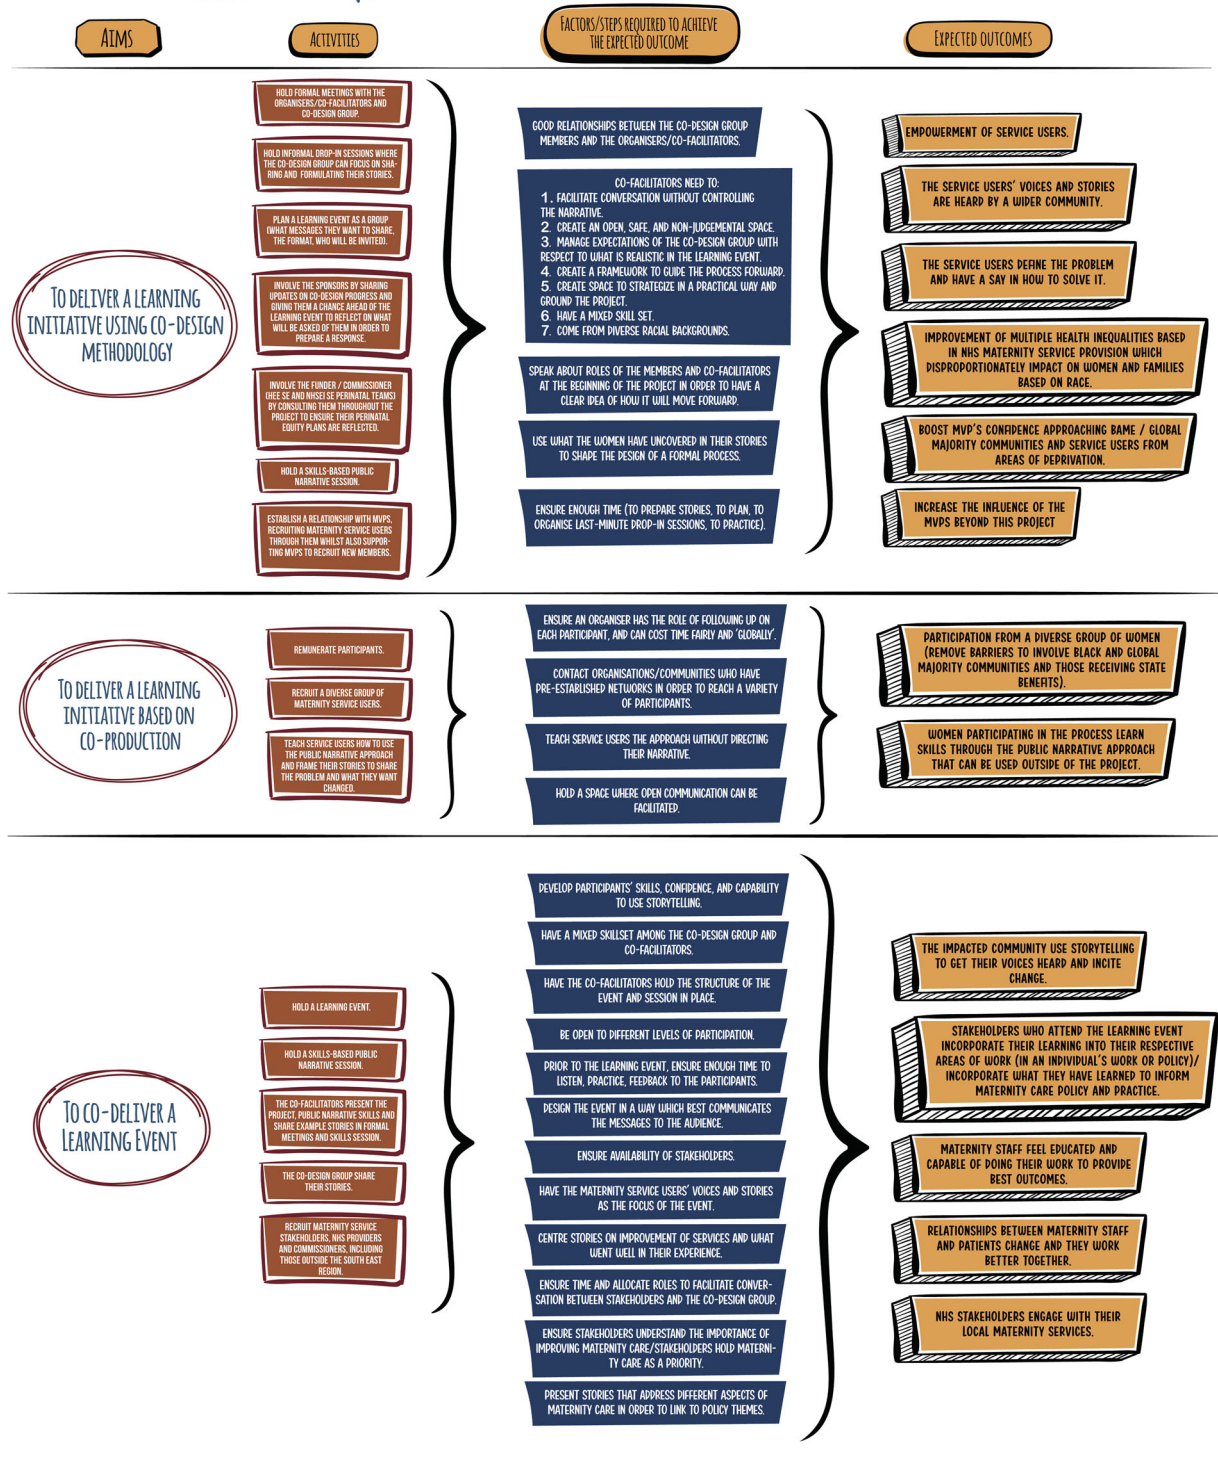 AIMS
ACTIVITIES
FACTORS/STEPS REQUIRED TO ACHIEVE
THE EXPECTED OUTCOME
EXPECTED OUTCOMES
TO DELIVER A LEARNING
INITIATIVE USING CO-DESIGN
METHODOLOGY
HOLD FORMAL MEETINGS WITH THE
ORGANISERS/CO-FACILITATORS AND
CO-DESIGN GROUP.
HOLD INFORMAL DROP-IN SESSIONS WHERE
THE CO-DESIGN GROUP CAN FOCUS ON SHA-
RING AND FORMULATING THEIR STORIES.
PLAN A LEARNING EVENT AS A GROUP
(WHAT MESSAGES THEY WANT TO SHARE,
THE FORMAT, WHO WILL BE INVITED).
INVOLVE THE SPONSORS BY SHARING
UPDATES ON CO-DESIGN PROGRESS AND
GIVING THEM A CHANCE AHEAD OF THE
LEARNING EVENT TO REFLECT ON WHAT
WILL BE ASKED OF THEM IN ORDER TO
PREPARE A RESPONSE.
INVOLVE THE FUNDER / COMMISSIONER
(HEE SE AND NHSEI SE PERINATAL TEAMS)
BY CONSULTING THEM THROUGHOUT THE
PROJECT TO ENSURE THEIR PERINATAL
EQUITY PLANS ARE REFLECTED.
HOLD A SKILLS-BASED PUBLIC
NARRATIVE SESSION.
ESTABLISH A RELATIONSHIP WITH MVPS,
RECRUITING MATERNITY SERVICE USERS
THROUGH THEM WHILST ALSO SUPPOR-
TING MVPS TO RECRUIT NEW MEMBERS.
GOOD RELATIONSHIPS BETWEEN THE CO-DESIGN GROUP
MEMBERS AND THE ORGANISERS/CO-FACILITATORS.
CO-FACILITATORS NEED TO:
1. FACILITATE CONVERSATION WITHOUT CONTROLLING
THE NARRATIVE.
2. CREATE AN OPEN, SAFE, AND NON-JUDGEMENTAL SPACE.
3. MANAGE EXPECTATIONS OF THE CO-DESIGN GROUP WITH
RESPECT TO WHAT IS REALISTIC IN THE LEARNING EVENT.
4. CREATE A FRAMEWORK TO GUIDE THE PROCESS FORWARD.
5. CREATE SPACE TO STRATEGIZE IN A PRACTICAL WAY AND
GROUND THE PROJECT.
6. HAVE A MIXED SKILL SET.
7. COME FROM DIVERSE RACIAL BACKGROUNDS.
SPEAK ABOUT ROLES OF THE MEMBERS AND CO-FACILITATORS
AT THE BEGINNING OF THE PROJECT IN ORDER TO HAVE A
CLEAR IDEA OF HOW IT WILL MOVE FORWARD.
USE WHAT THE WOMEN HAVE UNCOVERED IN THEIR STORIES
TO SHAPE THE DESIGN OF A FORMAL PROCESS.
ENSURE ENOUGH TIME (TO PREPARE STORIES, TO PLAN, TO
ORGANISE LAST-MINUTE DROP-IN SESSIONS, TO PRACTICE).
EMPOWERMENT OF SERVICE USERS.
THE SERVICE USERS' VOICES AND STORIES
ARE HEARD BY A WIDER COMMUNITY.
THE SERVICE USERS DEFINE THE PROBLEM
AND HAVE A SAY IN HOW TO SOLVE IT.
IMPROVEMENT OF MULTIPLE HEALTH INEQUALITIES BASED
IN NHS MATERNITY SERVICE PROVISION WHICH
DISPROPORTIONATELY IMPACT ON WOMEN AND FAMILIES
BASED ON RACE.
BOOST MVP'S CONFIDENCE APPROACHING BAME / GLOBAL
MAJORITY COMMUNITIES AND SERVICE USERS FROM
AREAS OF DEPRIVATION.
INCREASE THE INFLUENCE OF THE
MVPS BEYOND THIS PROJECT
TO DELIVER A LEARNING
INITIATIVE BASED ON
CO-PRODUCTION
REMUNERATE PARTICIPANTS.
RECRUIT A DIVERSE GROUP OF
MATERNITY SERVICE USERS.
TEACH SERVICE USERS HOW TO USE
THE PUBLIC NARRATIVE APPROACH
AND FRAME THEIR STORIES TO SHARE
THE PROBLEM AND WHAT THEY WANT
CHANGED.
ENSURE AN ORGANISER HAS THE ROLE OF FOLLOWING UP ON
EACH PARTICIPANT, AND CAN COST TIME FAIRLY AND 'GLOBALLY'.
CONTACT ORGANISATIONS/COMMUNITIES WHO HAVE
PRE-ESTABLISHED NETWORKS IN ORDER TO REACH A VARIETY
OF PARTICIPANTS.
TEACH SERVICE USERS THE APPROACH WITHOUT DIRECTING
THEIR NARRATIVE.
HOLD A SPACE WHERE OPEN COMMUNICATION CAN BE
FACILITATED.
PARTICIPATION FROM A DIVERSE GROUP OF WOMEN
(REMOVE BARRIERS TO INVOLVE BLACK AND GLOBAL
MAJORITY COMMUNITIES AND THOSE RECEIVING STATE
BENEFITS).
WOMEN PARTICIPATING IN THE PROCESS LEARN
SKILLS THROUGH THE PUBLIC NARRATIVE APPROACH
THAT CAN BE USED OUTSIDE OF THE PROJECT.
TO CO-DELIVER A
LEARNING EVENT
HOLD A LEARNING EVENT.
HOLD A SKILLS-BASED PUBLIC
NARRATIVE SESSION.
THE CO-FACILITATORS PRESENT THE
PROJECT, PUBLIC NARRATIVE SKILLS AND
SHARE EXAMPLE STORIES IN FORMAL
MEETINGS AND SKILLS SESSION.
THE CO-DESIGN GROUP SHARE
THEIR STORIES.
RECRUIT MATERNITY SERVICE
STAKEHOLDERS, NHS PROVIDERS
AND COMMISSIONERS, INCLUDING
THOSE OUTSIDE THE SOUTH EAST
REGION.
DEVELOP PARTICIPANTS' SKILLS, CONFIDENCE, AND CAPABILITY
TO USE STORYTELLING.
HAVE A MIXED SKILLSET AMONG THE CO-DESIGN GROUP AND
CO-FACILITATORS.
HAVE THE CO-FACILITATORS HOLD THE STRUCTURE OF THE
EVENT AND SESSION IN PLACE.
BE OPEN TO DIFFERENT LEVELS OF PARTICIPATION.
PRIOR TO THE LEARNING EVENT, ENSURE ENOUGH TIME TO
LISTEN, PRACTICE, FEEDBACK TO THE PARTICIPANTS.
DESIGN THE EVENT IN A WAY WHICH BEST COMMUNICATES
THE MESSAGES TO THE AUDIENCE.
ENSURE AVAILABILITY OF STAKEHOLDERS.
HAVE THE MATERNITY SERVICE USERS' VOICES AND STORIES
AS THE FOCUS OF THE EVENT.
CENTRE STORIES ON IMPROVEMENT OF SERVICES AND WHAT
WENT WELL IN THEIR EXPERIENCE.
ENSURE TIME AND ALLOCATE ROLES TO FACILITATE CONVER-
SATION BETWEEN STAKEHOLDERS AND THE CO-DESIGN GROUP.
ENSURE STAKEHOLDERS UNDERSTAND THE IMPORTANCE OF
IMPROVING MATERNITY CARE/STAKEHOLDERS HOLD MATERNI-
TY CARE AS A PRIORITY.
PRESENT STORIES THAT ADDRESS DIFFERENT ASPECTS OF
MATERNITY CARE IN ORDER TO LINK TO POLICY THEMES.
THE IMPACTED COMMUNITY USE STORYTELLING
TO GET THEIR VOICES HEARD AND INCITE
CHANGE.
STAKEHOLDERS WHO ATTEND THE LEARNING EVENT
INCORPORATE THEIR LEARNING INTO THEIR RESPECTIVE
AREAS OF WORK (IN AN INDIVIDUAL'S WORK OR POLICY)/
INCORPORATE WHAT THEY HAVE LEARNED TO INFORM
MATERNITY CARE POLICY AND PRACTICE.
MATERNITY STAFF FEEL EDUCATED AND
CAPABLE OF DOING THEIR WORK TO PROVIDE
BEST OUTCOMES.
RELATIONSHIPS BETWEEN MATERNITY STAFF
AND PATIENTS CHANGE AND THEY WORK
BETTER TOGETHER.
NHS STAKEHOLDERS ENGAGE WITH THEIR
LOCAL MATERNITY SERVICES.